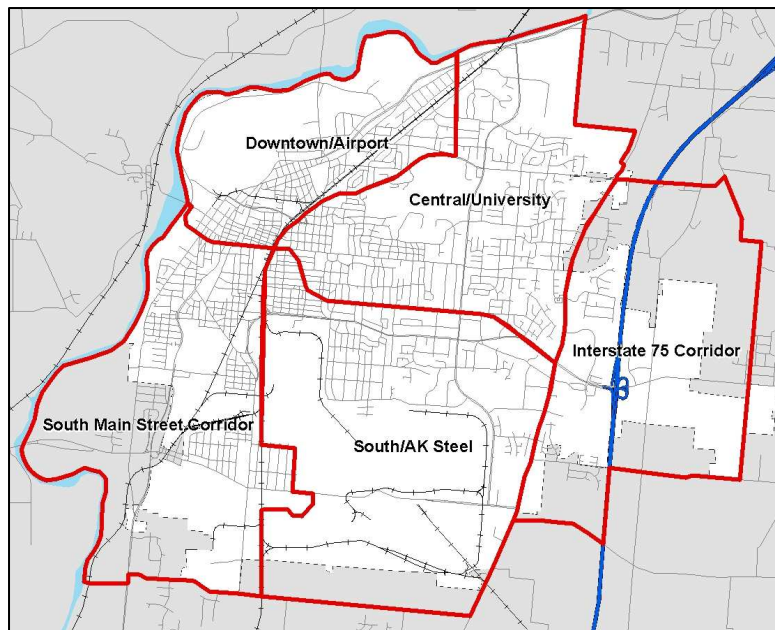 Downtown/Airport
Central/University
Interstate 75 Corridor
South Main Street Corridor
South/AK Steel